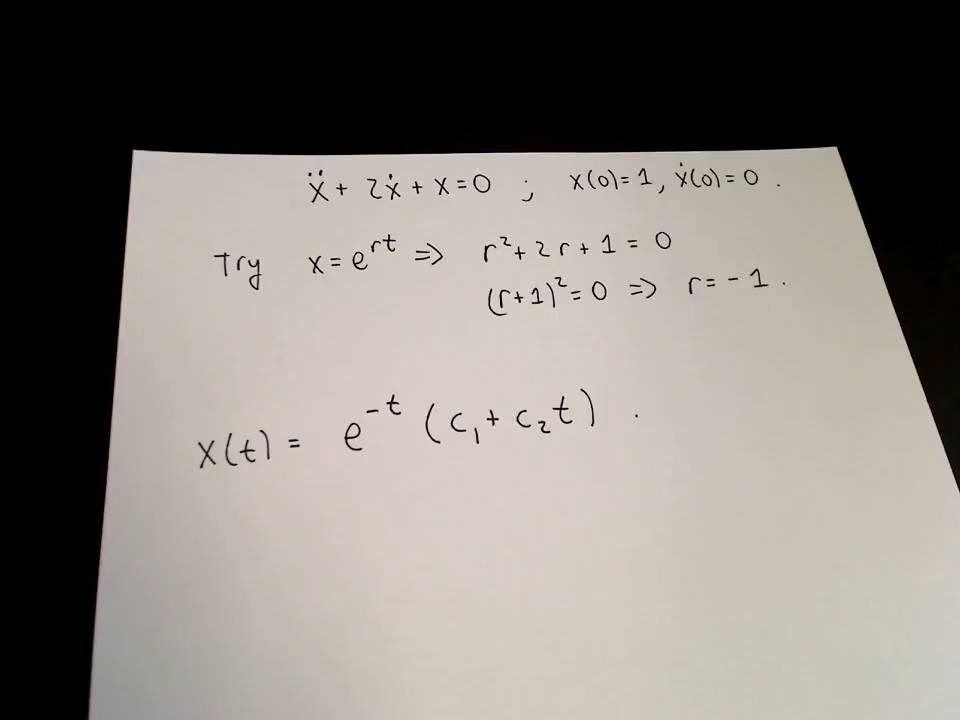 ẍ + 2ẋ + x = 0 ; x(0) = 1, ẋ(0) = 0 .
Try x = e^{rt} ⇒ r² + 2r + 1 = 0
(r+1)² = 0 ⇒ r = -1 .
x(t) = e^{-t} (c₁ + c₂t) .